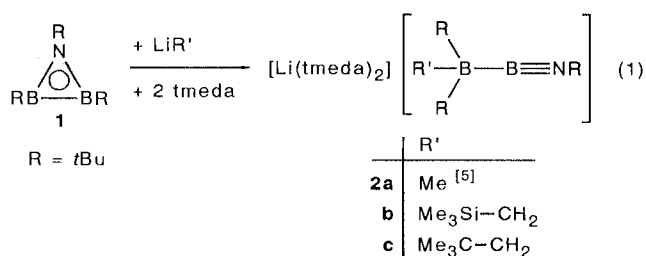 R
N
RB BR
1
R = tBu
+ LiR'
+ 2 tmeda
[Li(tmeda)2] [ R R' B B≡NR R ] (1)
R'
2a Me [5]
b Me3Si–CH2
c Me3C–CH2